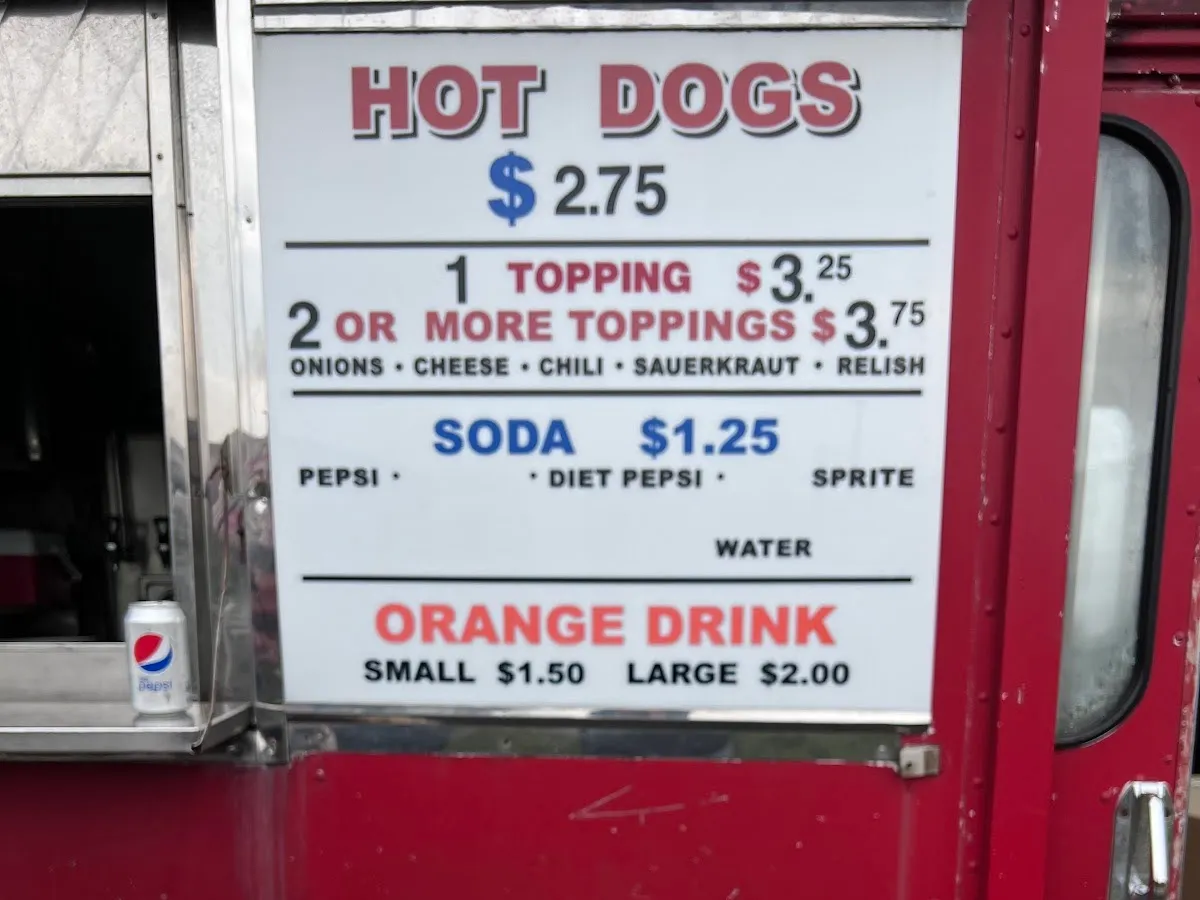 HOT DOGS
$ 2.75
1 TOPPING $3.25
2 OR MORE TOPPINGS $3.75
ONIONS • CHEESE • CHILI • SAUERKRAUT • RELISH
SODA $1.25
PEPSI • • DIET PEPSI • SPRITE
WATER
ORANGE DRINK
SMALL $1.50 LARGE $2.00
pepsi